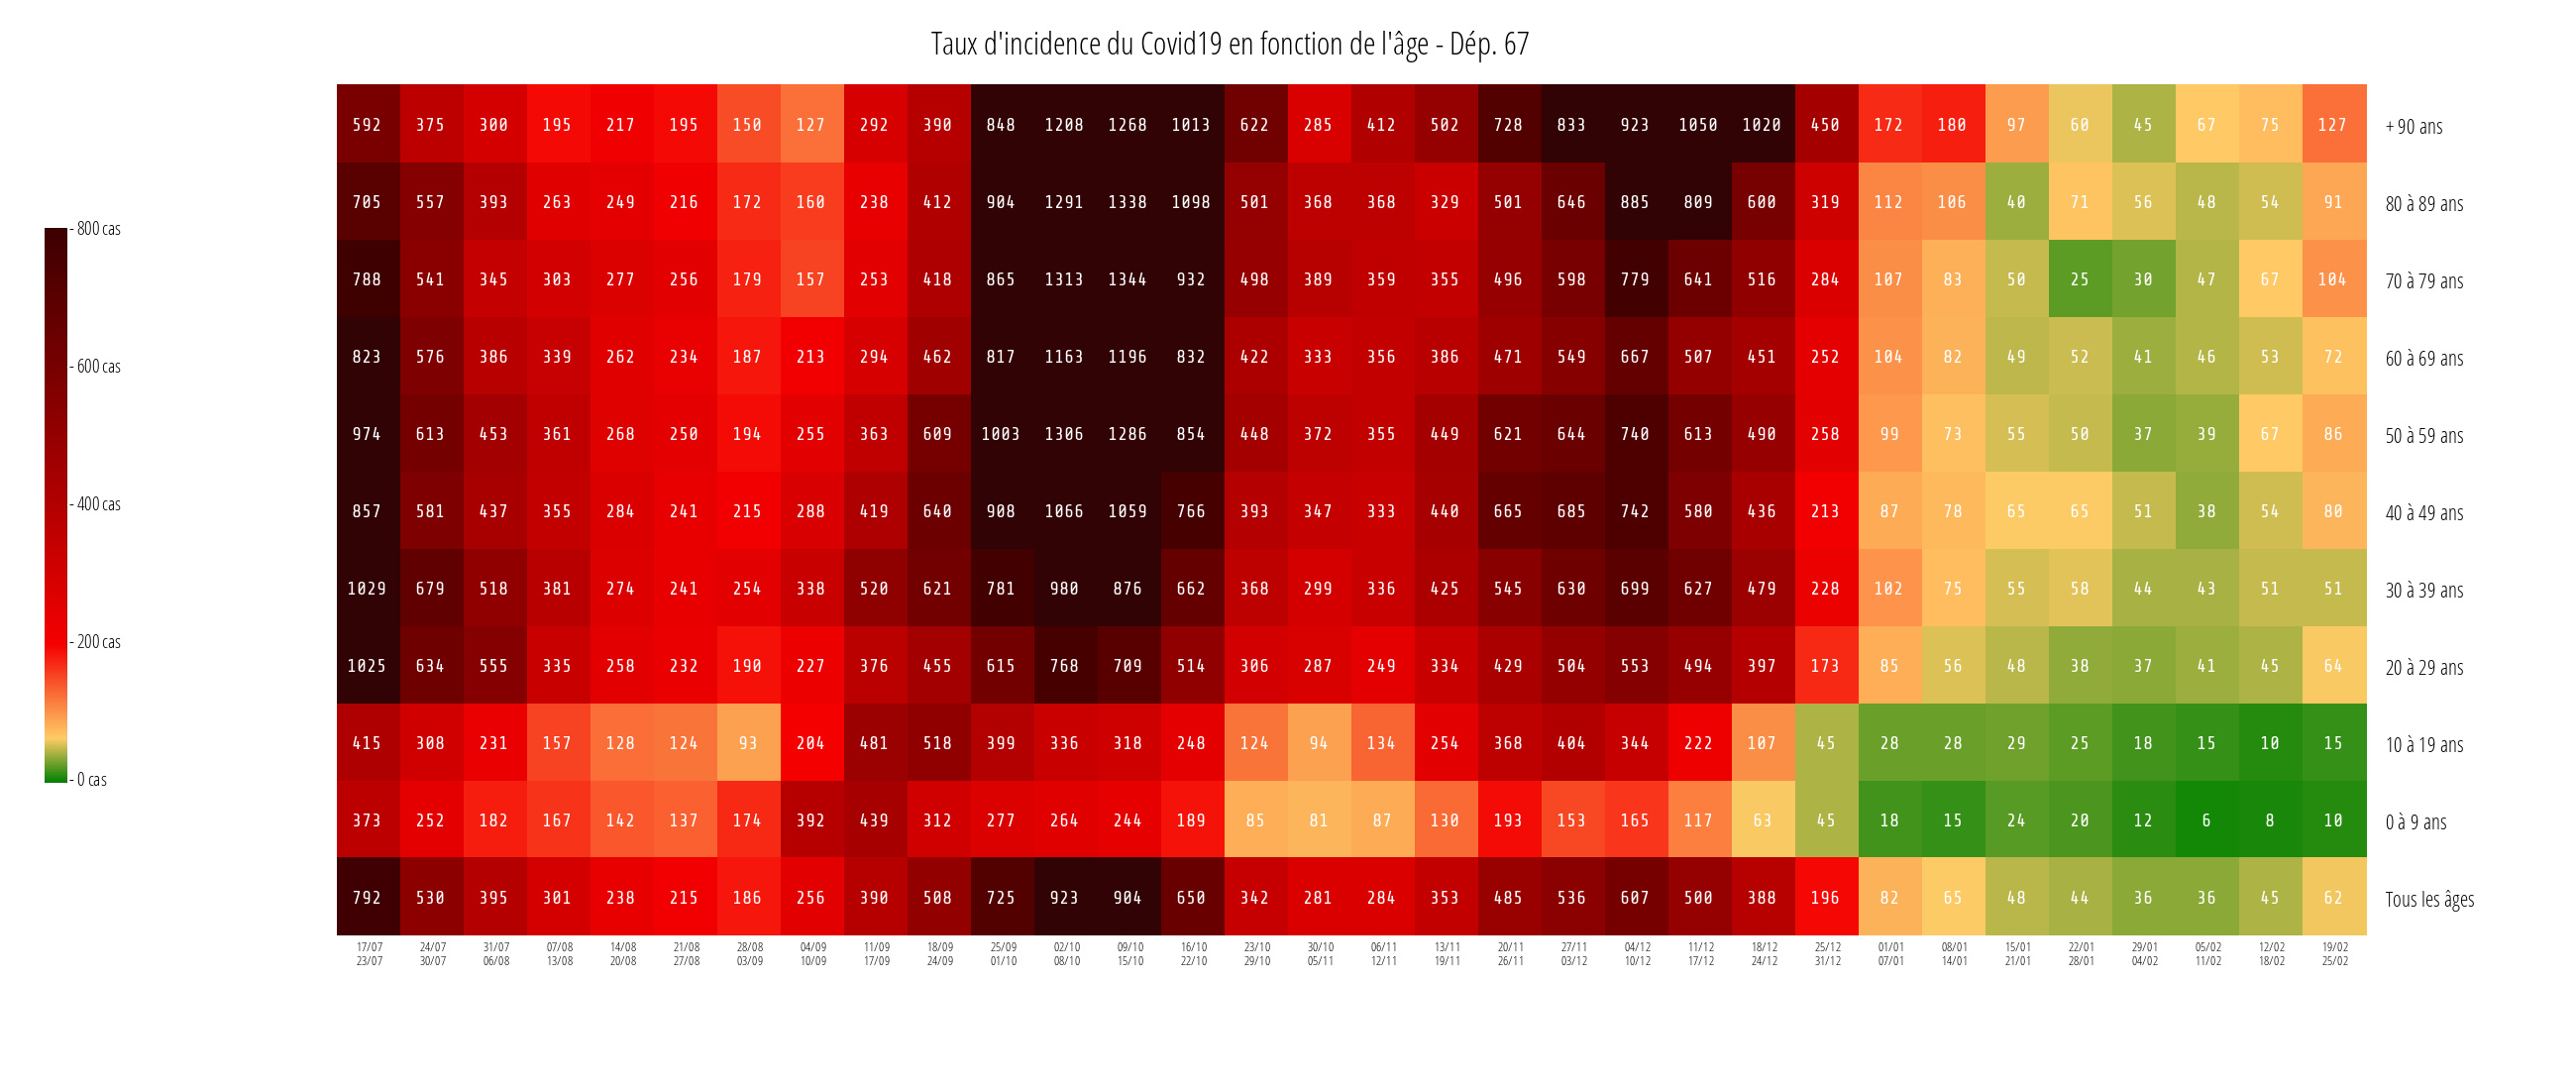 Taux d'incidence du Covid19 en fonction de l'âge - Dép. 67
- 800 cas
- 600 cas
- 400 cas
- 200 cas
- 0 cas
592 375 300 195 217 195 150 127 292 390 848 1208 1268 1013 622 285 412 502 728 833 923 1050 1020 450 172 180 97 60 45 67 75 127 + 90 ans
705 557 393 263 249 216 172 160 238 412 904 1291 1338 1098 501 368 368 329 501 646 885 809 600 319 112 106 40 71 56 48 54 91 80 à 89 ans
788 541 345 303 277 256 179 157 253 418 865 1313 1344 932 498 389 359 355 496 598 779 641 516 284 107 83 50 25 30 47 67 104 70 à 79 ans
823 576 386 339 262 234 187 213 294 462 817 1163 1196 832 422 333 356 386 471 549 667 507 451 252 104 82 49 52 41 46 53 72 60 à 69 ans
974 613 453 361 268 250 194 255 363 609 1003 1306 1286 854 448 372 355 449 621 644 740 613 490 258 99 73 55 50 37 39 67 86 50 à 59 ans
857 581 437 355 284 241 215 288 419 640 908 1066 1059 766 393 347 333 440 665 685 742 580 436 213 87 78 65 65 51 38 54 80 40 à 49 ans
1029 679 518 381 274 241 254 338 520 621 781 980 876 662 368 299 336 425 545 630 699 627 479 228 102 75 55 58 44 43 51 51 30 à 39 ans
1025 634 555 335 258 232 190 227 376 455 615 768 709 514 306 287 249 334 429 504 553 494 397 173 85 56 48 38 37 41 45 64 20 à 29 ans
415 308 231 157 128 124 93 204 481 518 399 336 318 248 124 94 134 254 368 404 344 222 107 45 28 28 29 25 18 15 10 15 10 à 19 ans
373 252 182 167 142 137 174 392 439 312 277 264 244 189 85 81 87 130 193 153 165 117 63 45 18 15 24 20 12 6 8 10 0 à 9 ans
792 530 395 301 238 215 186 256 390 508 725 923 904 650 342 281 284 353 485 536 607 500 388 196 82 65 48 44 36 36 45 62 Tous les âges
17/07 24/07 31/07 07/08 14/08 21/08 28/08 04/09 11/09 18/09 25/09 02/10 09/10 16/10 23/10 30/10 06/11 13/11 20/11 27/11 04/12 11/12 18/12 25/12 01/01 08/01 15/01 22/01 29/01 05/02 12/02 19/02
23/07 30/07 06/08 13/08 20/08 27/08 03/09 10/09 17/09 24/09 01/10 08/10 15/10 22/10 29/10 05/11 12/11 19/11 26/11 03/12 10/12 17/12 24/12 31/12 07/01 14/01 21/01 28/01 04/02 11/02 18/02 25/02